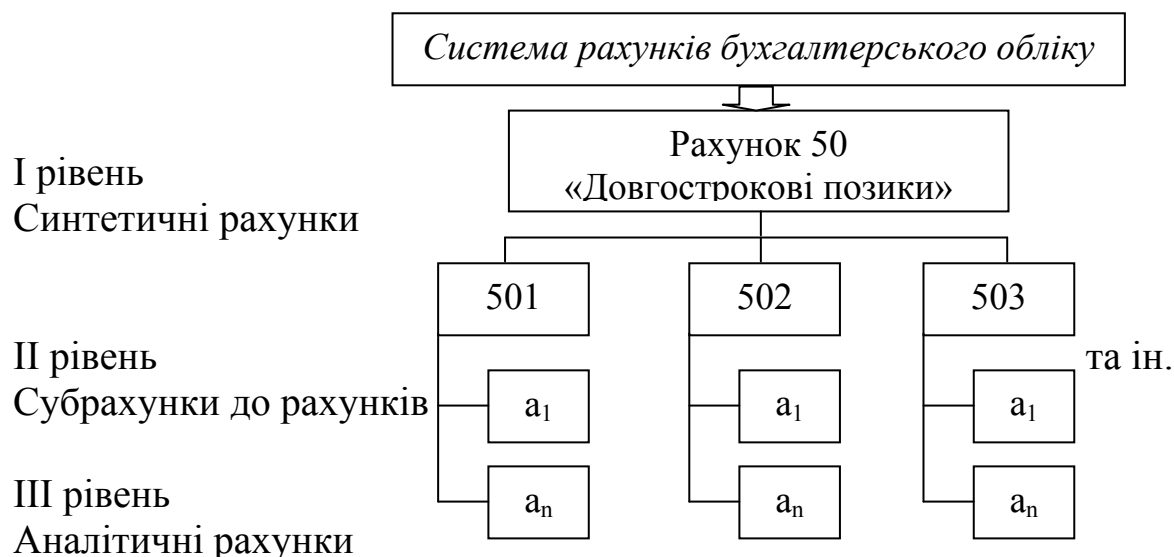 Система рахунків бухгалтерського обліку
Рахунок 50
«Довгострокові позики»
І рівень
Синтетичні рахунки
501
502
503
ІІ рівень
Субрахунки до рахунків
та ін.
a₁
a₁
a₁
ІІІ рівень
Аналітичні рахунки
aₙ
aₙ
aₙ